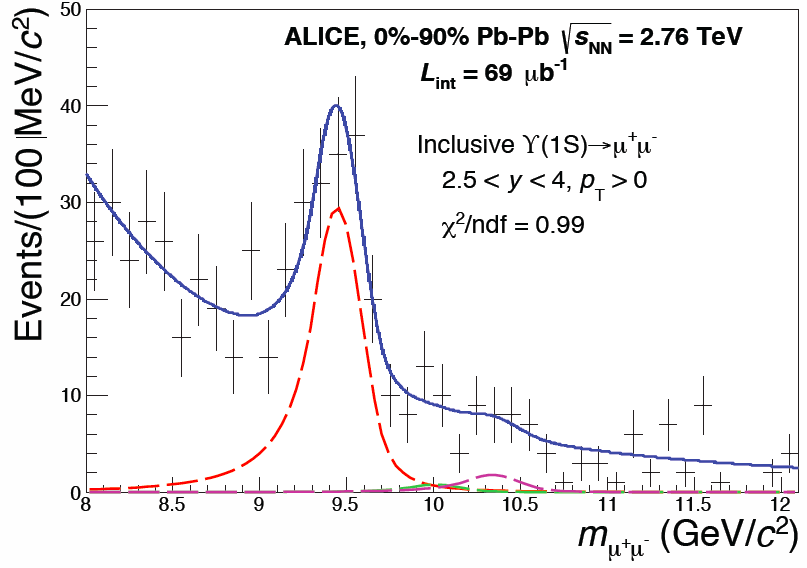 50
40
30
20
10
0
Events/(100 MeV/c²)
ALICE, 0%-90% Pb-Pb √sNN = 2.76 TeV
Lint = 69 μb⁻¹
Inclusive ϒ(1S)→μ⁺μ⁻
2.5 < y < 4, pT > 0
χ²/ndf = 0.99
8 8.5 9 9.5 10 10.5 11 11.5 12
mμ⁺μ⁻ (GeV/c²)